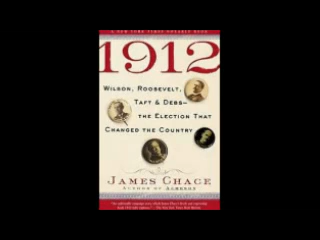 A NEW YORK TIMES NOTABLE BOOK
1912
WILSON, ROOSEVELT,
TAFT & DEBS—
THE ELECTION THAT
CHANGED THE COUNTRY
JAMES CHACE
AUTHOR OF ACHESON